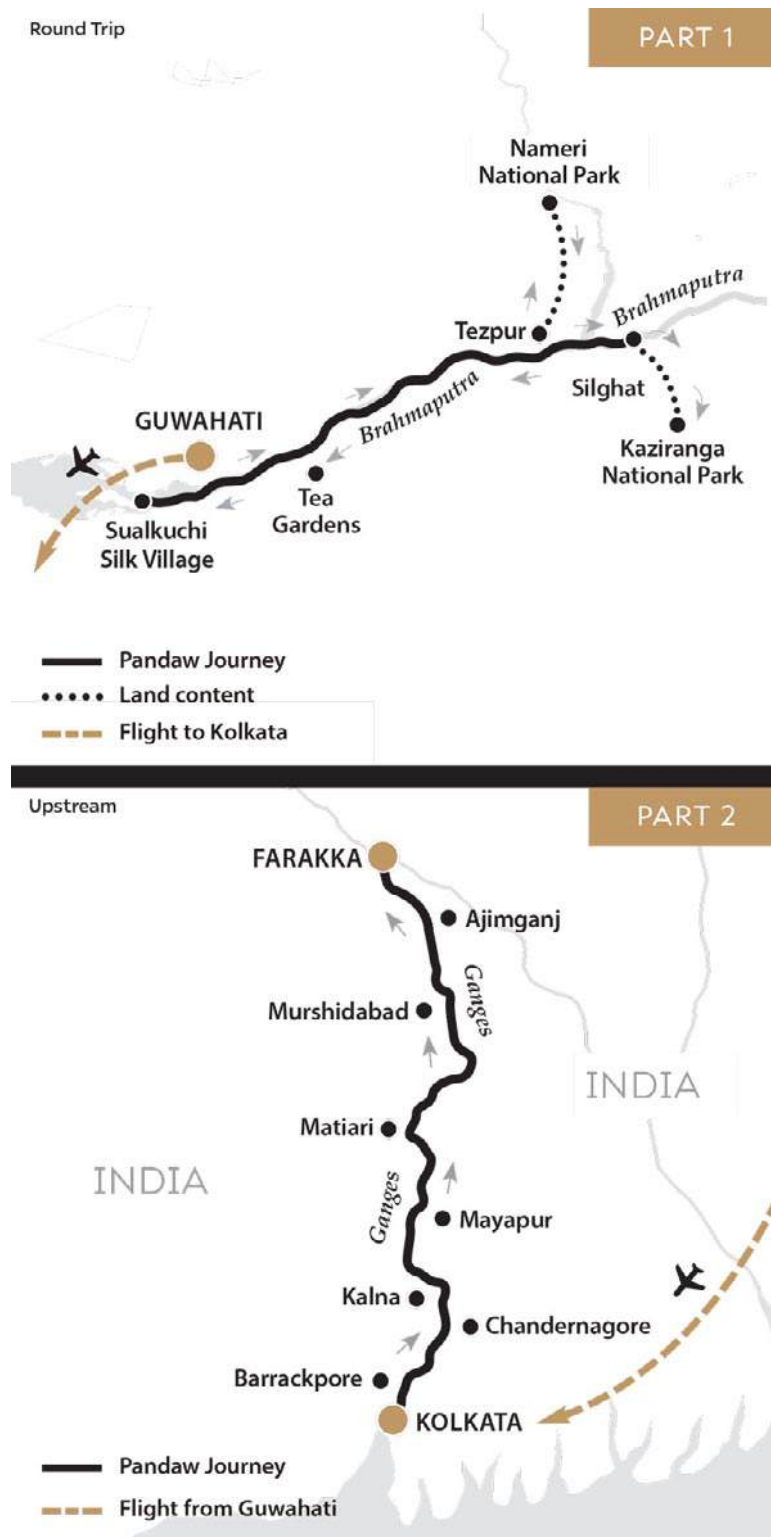 Round Trip
PART 1
Nameri
National Park
Brahmaputra
Tezpur
Silghat
Brahmaputra
Kaziranga
National Park
GUWAHATI
Tea
Gardens
Sualkuchi
Silk Village
Pandaw Journey
Land content
Flight to Kolkata
Upstream
PART 2
FARAKKA
Ajimganj
Ganges
Murshidabad
INDIA
Matiari
INDIA
Ganges
Mayapur
Kalna
Chandernagore
Barrackpore
KOLKATA
Pandaw Journey
Flight from Guwahati